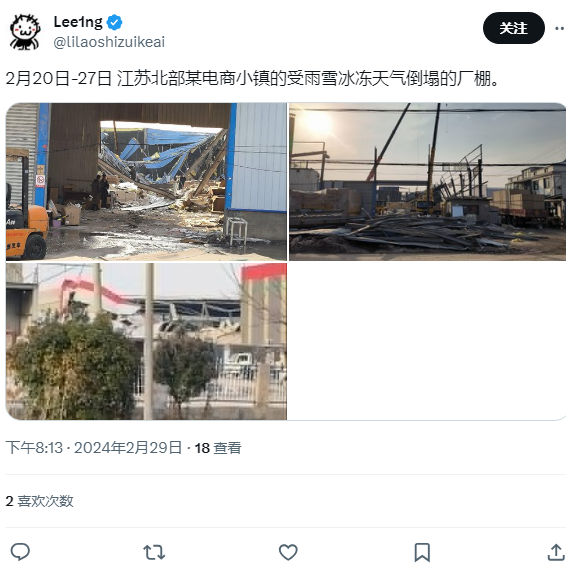 Lee1ng
@lilaoshizuikeai
关注
2月20日-27日 江苏北部某电商小镇的受雨雪冰冻天气倒塌的厂棚。
下午8:13 · 2024年2月29日 · 18 查看
2 喜欢次数